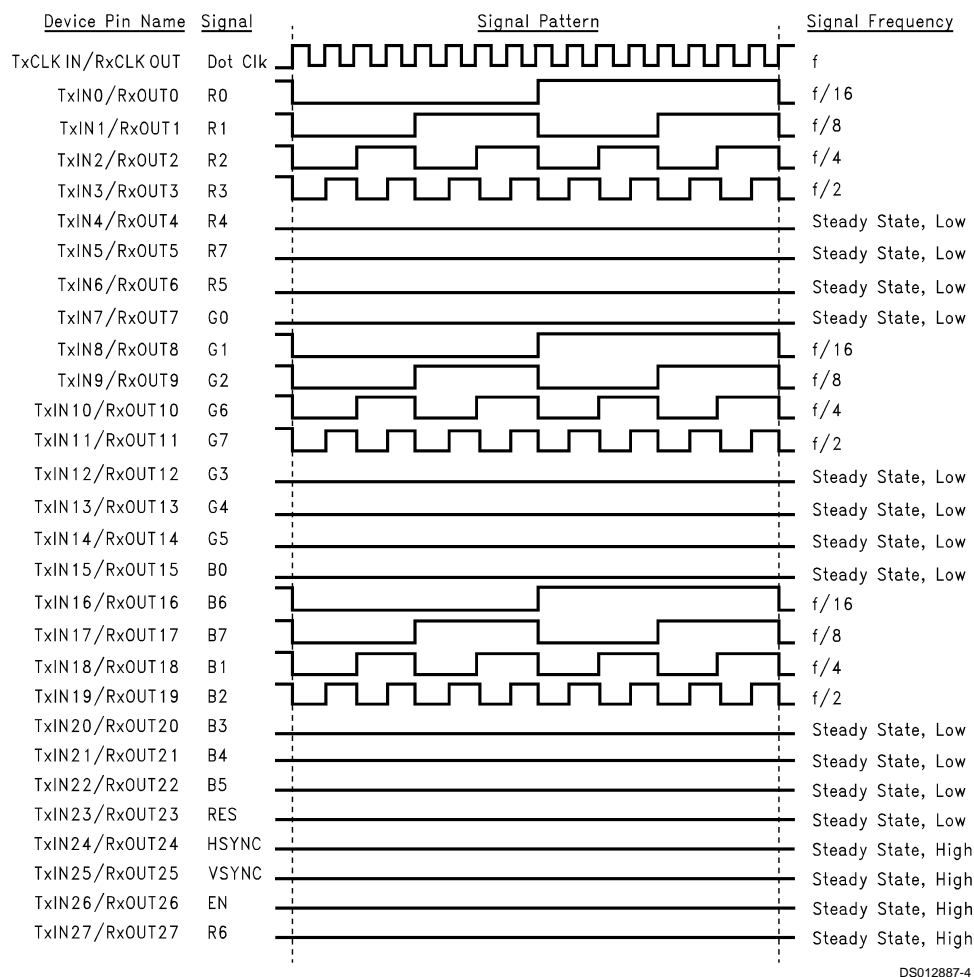 Device Pin Name Signal Signal Pattern Signal Frequency
TxCLK IN/RxCLK OUT Dot Clk f
TxIN0/RxOUT0 R0 f/16
TxIN1/RxOUT1 R1 f/8
TxIN2/RxOUT2 R2 f/4
TxIN3/RxOUT3 R3 f/2
TxIN4/RxOUT4 R4 Steady State, Low
TxIN5/RxOUT5 R7 Steady State, Low
TxIN6/RxOUT6 R5 Steady State, Low
TxIN7/RxOUT7 G0 Steady State, Low
TxIN8/RxOUT8 G1 f/16
TxIN9/RxOUT9 G2 f/8
TxIN10/RxOUT10 G6 f/4
TxIN11/RxOUT11 G7 f/2
TxIN12/RxOUT12 G3 Steady State, Low
TxIN13/RxOUT13 G4 Steady State, Low
TxIN14/RxOUT14 G5 Steady State, Low
TxIN15/RxOUT15 B0 Steady State, Low
TxIN16/RxOUT16 B6 f/16
TxIN17/RxOUT17 B7 f/8
TxIN18/RxOUT18 B1 f/4
TxIN19/RxOUT19 B2 f/2
TxIN20/RxOUT20 B3 Steady State, Low
TxIN21/RxOUT21 B4 Steady State, Low
TxIN22/RxOUT22 B5 Steady State, Low
TxIN23/RxOUT23 RES Steady State, Low
TxIN24/RxOUT24 HSYNC Steady State, High
TxIN25/RxOUT25 VSYNC Steady State, High
TxIN26/RxOUT26 EN Steady State, High
TxIN27/RxOUT27 R6 Steady State, High
DS012887-4